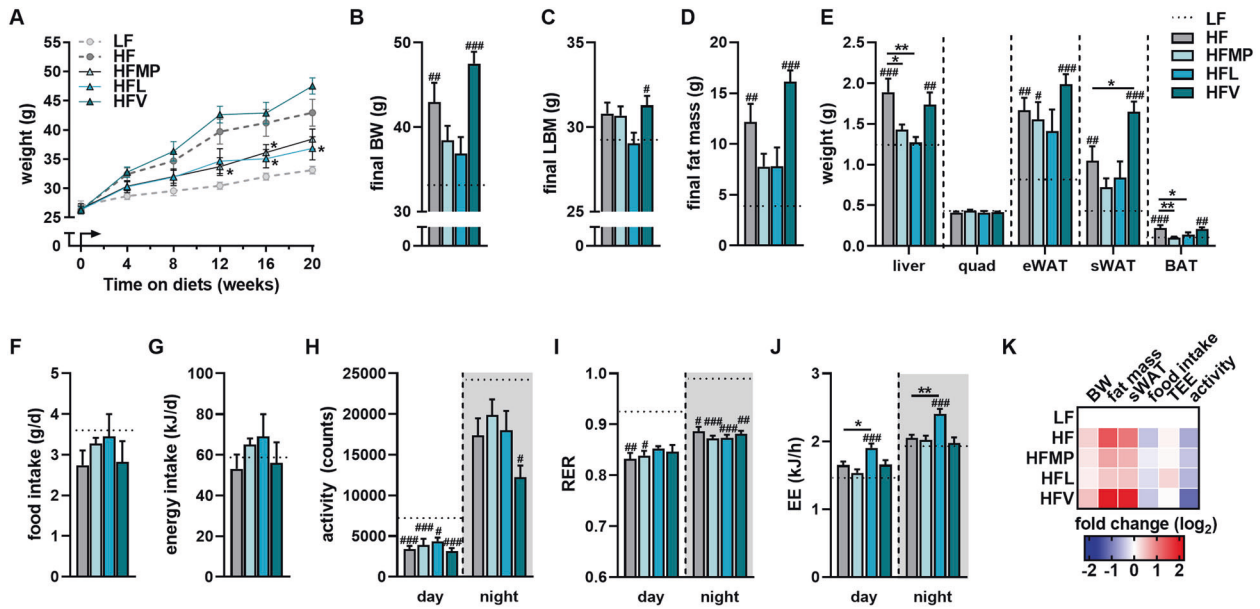 A
LF
HF
HFMP
HFL
HFV
weight (g)
55
50
45
40
35
30
25
0
*
*
*
*
0 4 8 12 16 20
Time on diets (weeks)
B
final BW (g)
50
40
30
0
##
###
C
final LBM (g)
35
30
25
0
#
D
final fat mass (g)
20
15
10
5
0
##
###
E
LF
HF
HFMP
HFL
HFV
weight (g)
2.5
2.0
1.5
1.0
0.5
0.0
**
*
###
##
## # ###
*
##
###
*
**
###
##
liver quad eWAT sWAT BAT
F
food intake (g/d)
5
4
3
2
1
0
G
energy intake (kJ/d)
100
80
60
40
20
0
H
activity (counts)
25000
20000
15000
10000
5000
0
### ### # ###
#
day night
I
RER
1.0
0.9
0.8
0.7
0.6
## #
# ### ### ##
day night
J
EE (kJ/h)
3
2
1
0
*
###
**
###
day night
K
BW
fat mass
sWAT
food intake
TEE
activity
LF
HF
HFMP
HFL
HFV
fold change (log2)
-2 -1 0 1 2